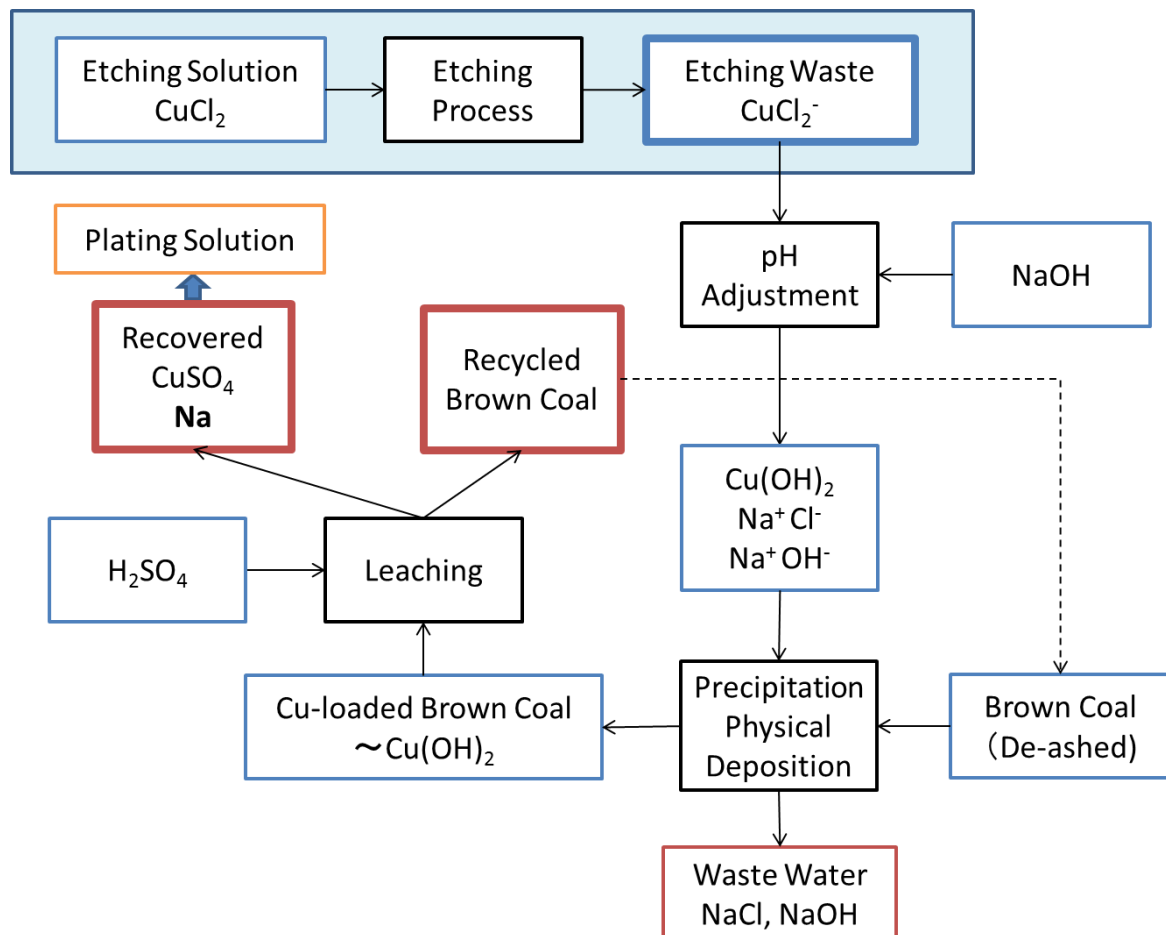 Etching Solution
CuCl₂
Etching
Process
Etching Waste
CuCl₂⁻
Plating Solution
pH
Adjustment
NaOH
Recovered
CuSO₄
Na
Recycled
Brown Coal
Cu(OH)₂
Na⁺ Cl⁻
Na⁺ OH⁻
H₂SO₄
Leaching
Cu-loaded Brown Coal
～Cu(OH)₂
Precipitation
Physical
Deposition
Brown Coal
（De-ashed)
Waste Water
NaCl, NaOH